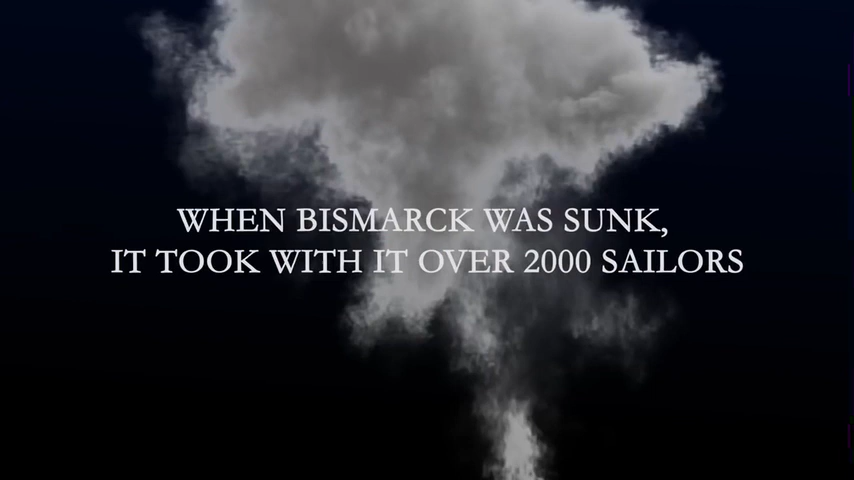 WHEN BISMARCK WAS SUNK,
IT TOOK WITH IT OVER 2000 SAILORS